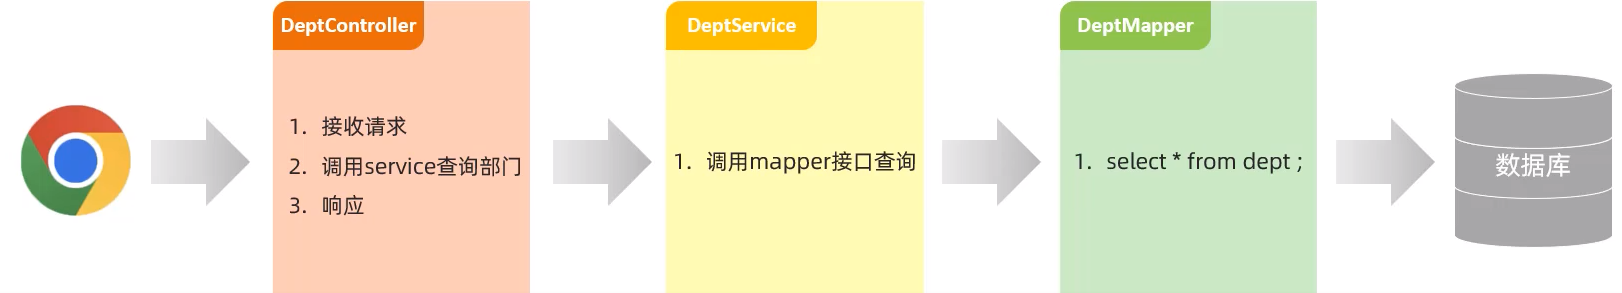 DeptController
1. 接收请求
2. 调用service查询部门
3. 响应
DeptService
1. 调用mapper接口查询
DeptMapper
1. select * from dept ;
数据库